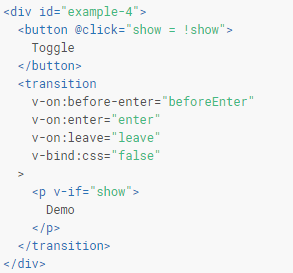 <div id="example-4">
  <button @click="show = !show">
    Toggle
  </button>
  <transition
    v-on:before-enter="beforeEnter"
    v-on:enter="enter"
    v-on:leave="leave"
    v-bind:css="false"
  >
    <p v-if="show">
      Demo
    </p>
  </transition>
</div>